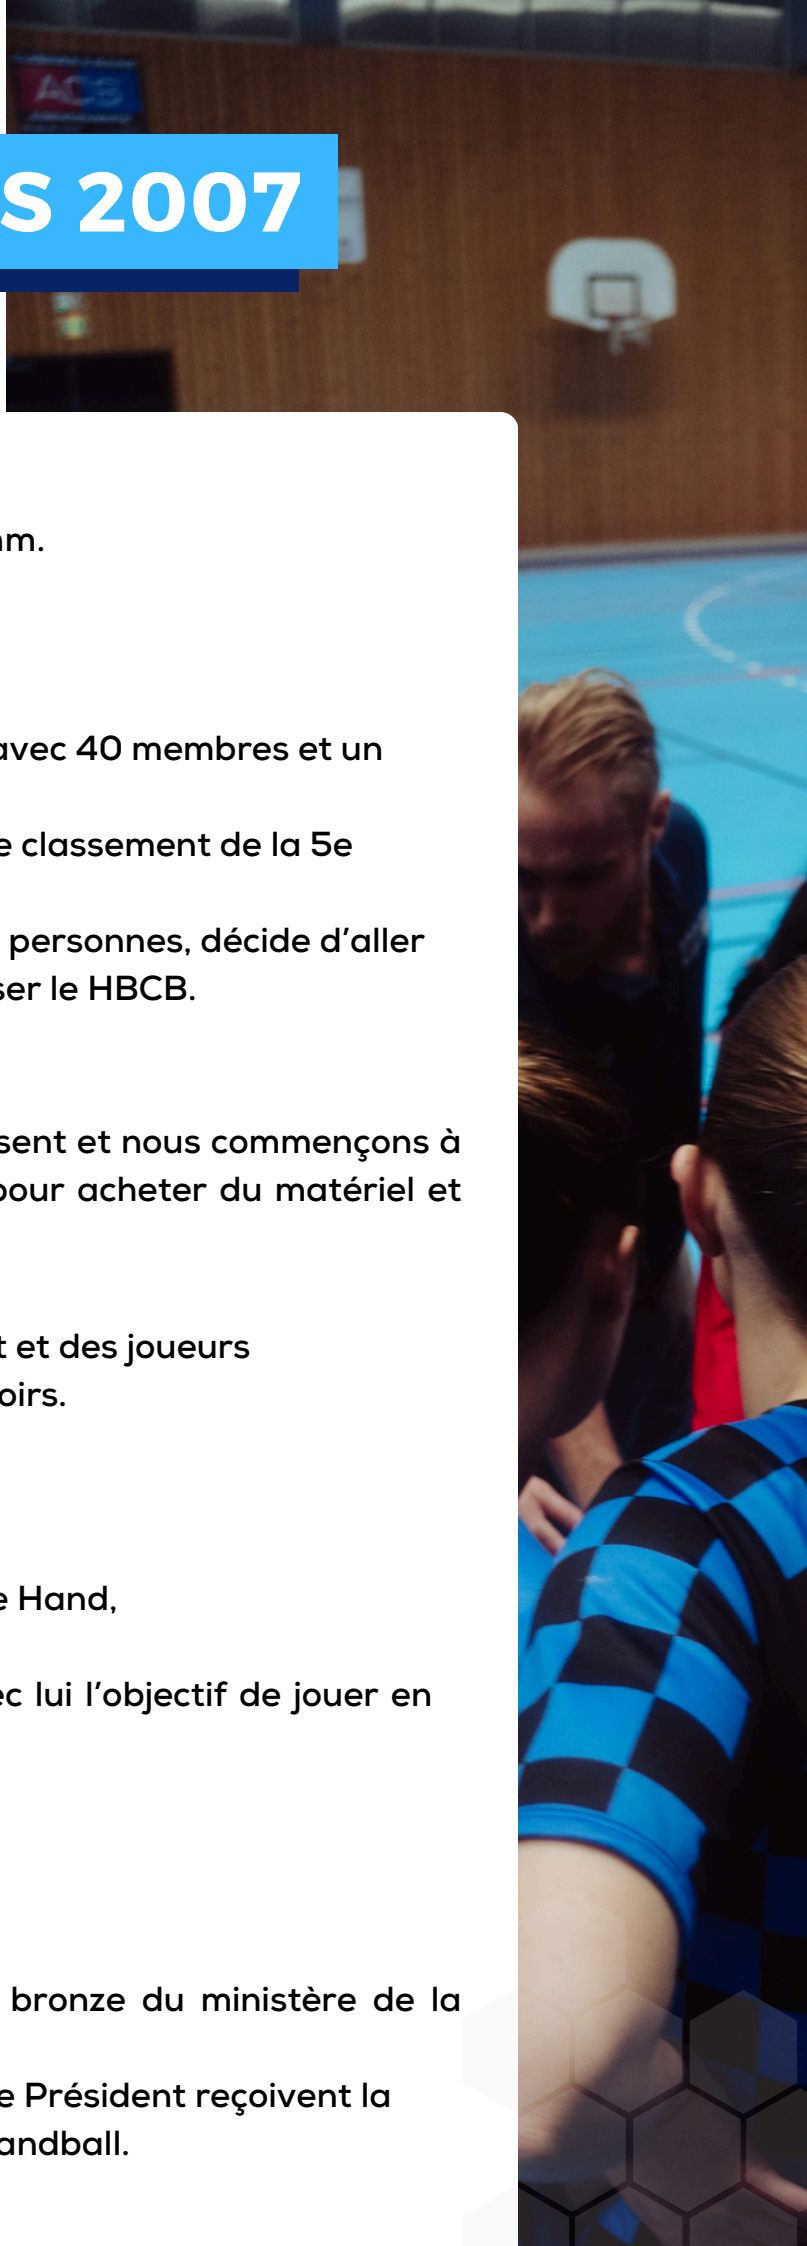 ACS
S 2007
m.
avec 40 membres et un
e classement de la 5e
personnes, décide d’aller
ser le HBCB.
sent et nous commençons à
pour acheter du matériel et
t et des joueurs
oirs.
e Hand,
ec lui l’objectif de jouer en
bronze du ministère de la
e Président reçoivent la
andball.